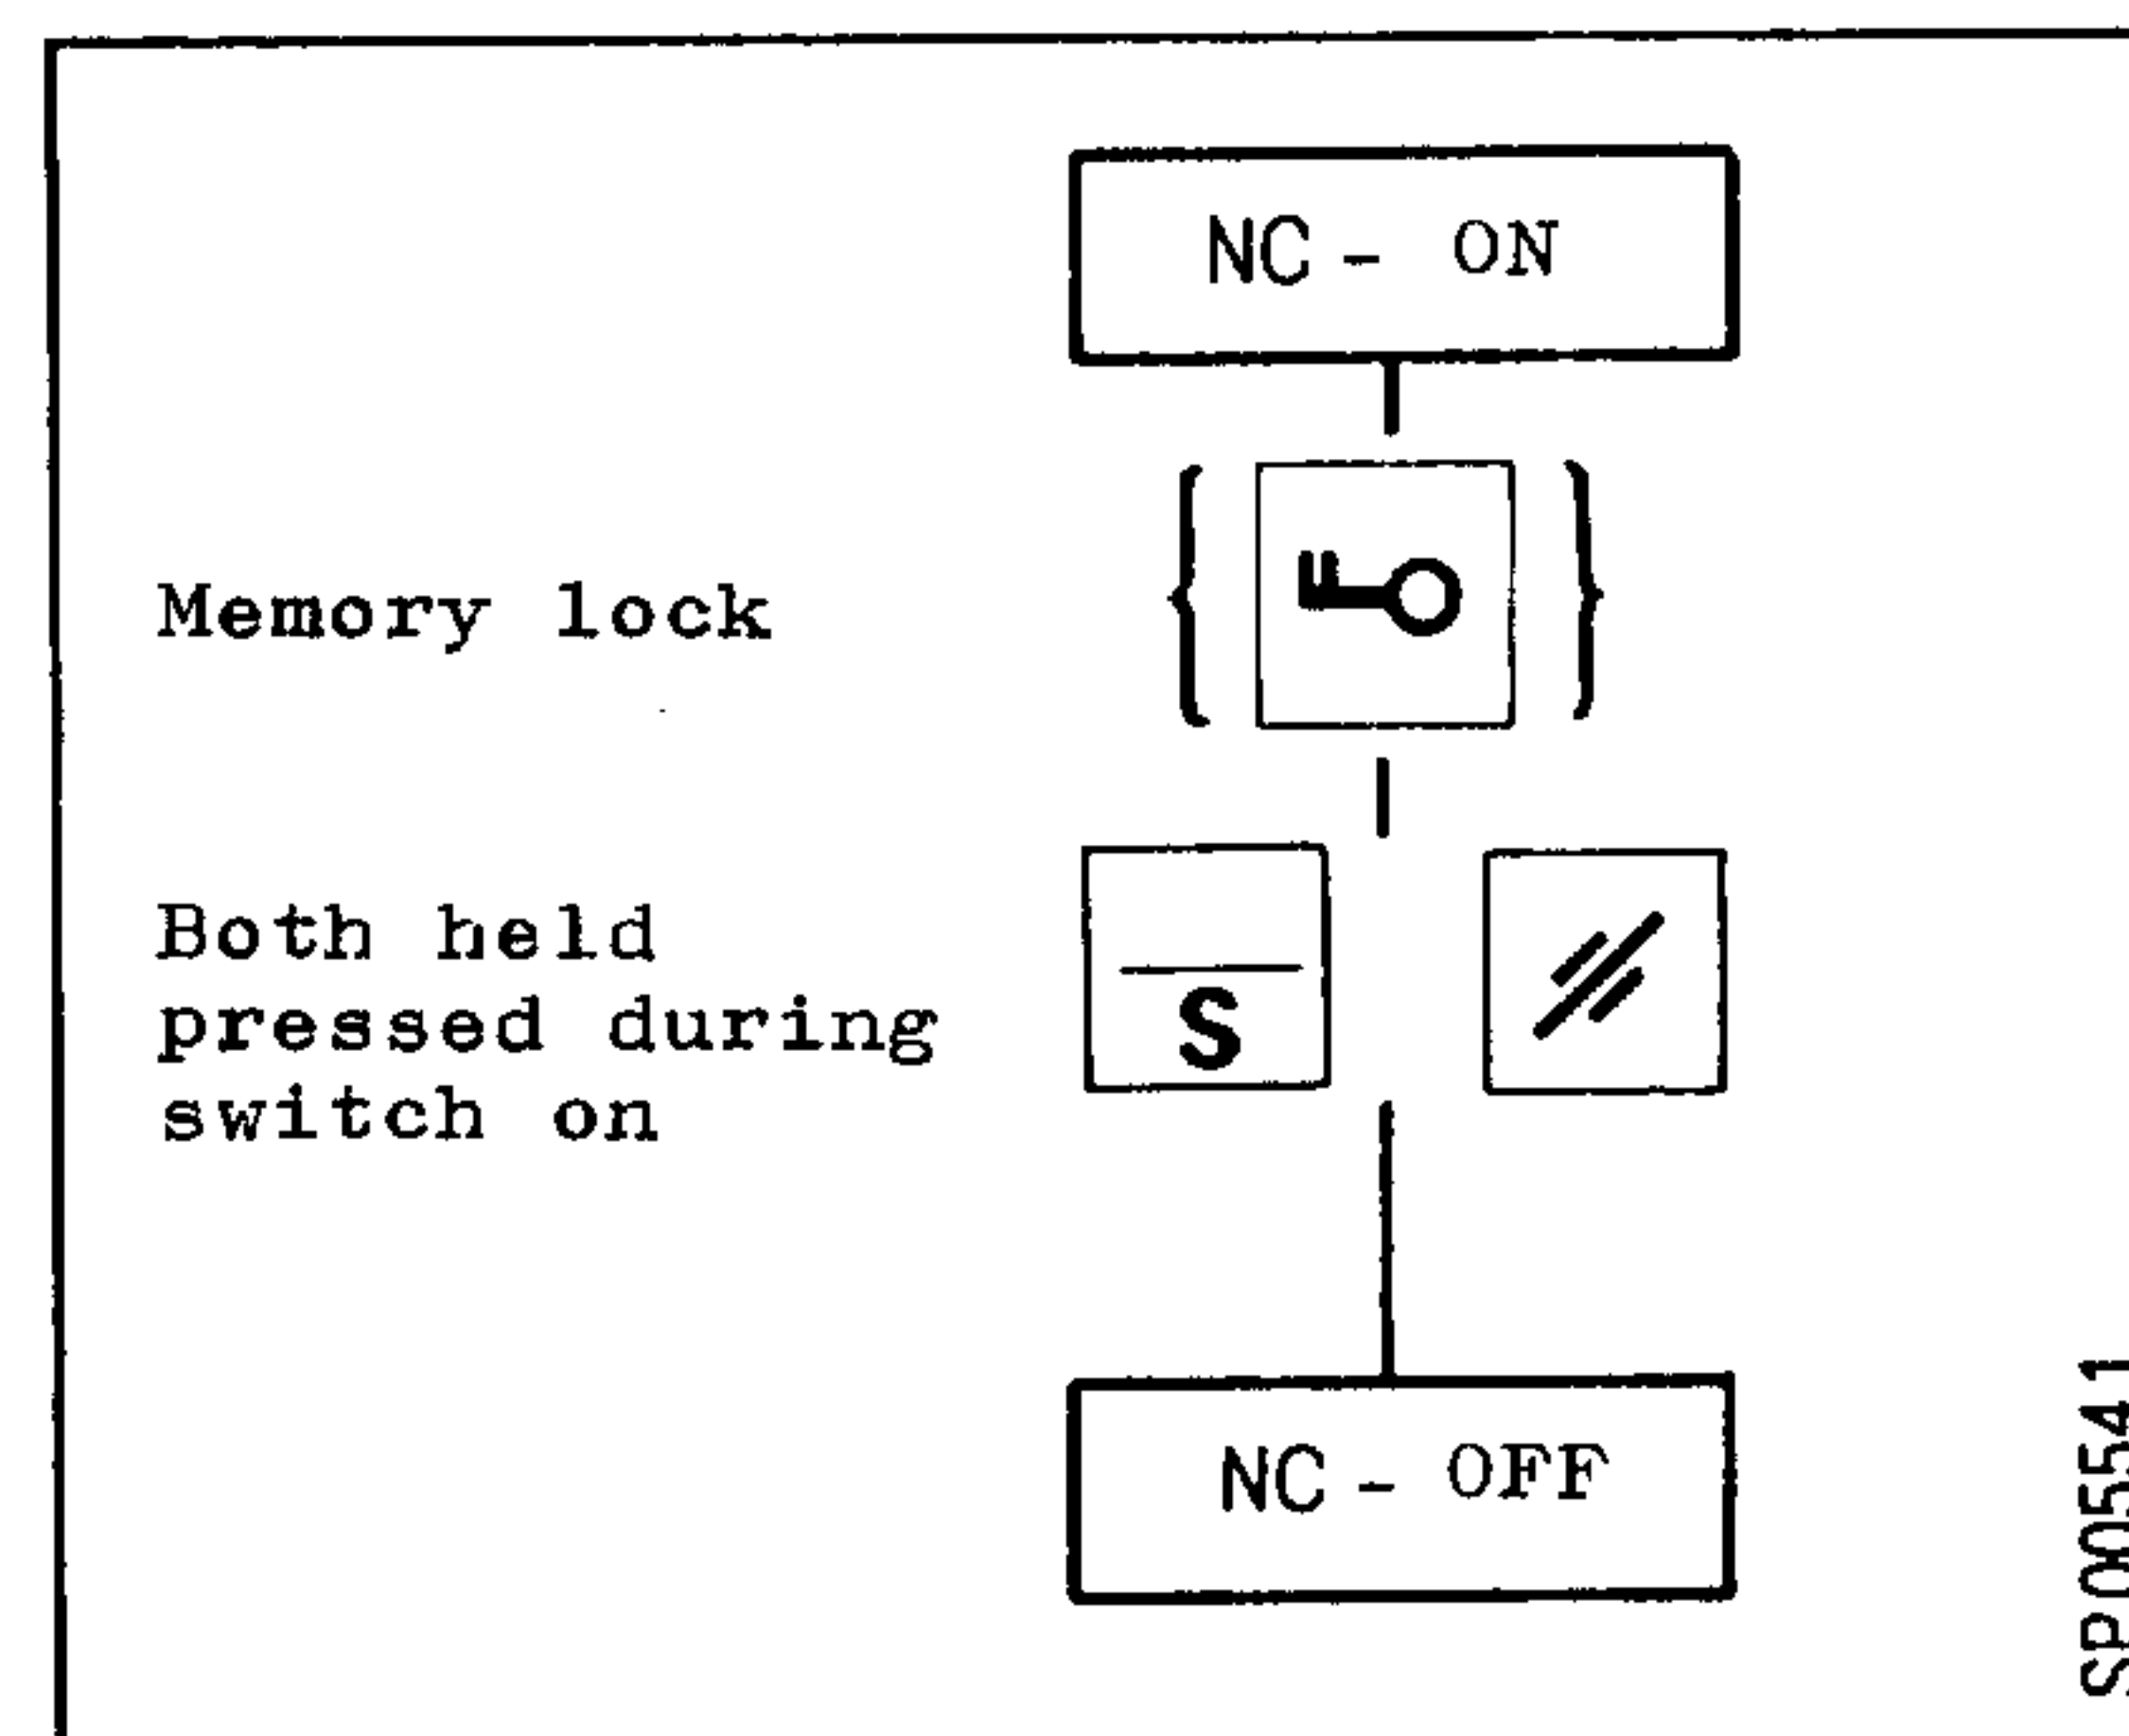 NC - ON
Memory lock
Both held
pressed during
switch on
S
NC - OFF
SP005541